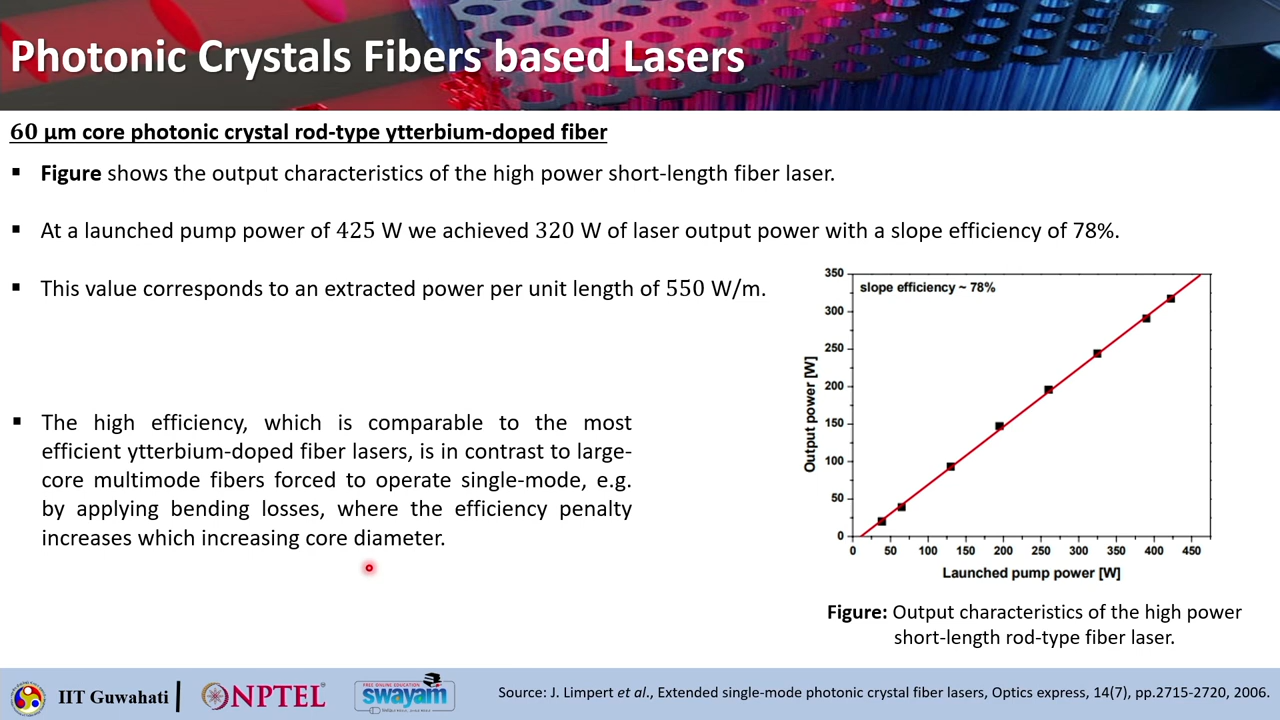 Photonic Crystals Fibers based Lasers
60 μm core photonic crystal rod-type ytterbium-doped fiber
▪ Figure shows the output characteristics of the high power short-length fiber laser.
▪ At a launched pump power of 425 W we achieved 320 W of laser output power with a slope efficiency of 78%.
▪ This value corresponds to an extracted power per unit length of 550 W/m.
▪ The high efficiency, which is comparable to the most
efficient ytterbium-doped fiber lasers, is in contrast to large-
core multimode fibers forced to operate single-mode, e.g.
by applying bending losses, where the efficiency penalty
increases which increasing core diameter.
slope efficiency ~ 78%
Output power [W]
350
300
250
200
150
100
50
0
0 50 100 150 200 250 300 350 400 450
Launched pump power [W]
Figure: Output characteristics of the high power
short-length rod-type fiber laser.
IIT Guwahati
NPTEL
FREE ONLINE EDUCATION
swayam
Source: J. Limpert et al., Extended single-mode photonic crystal fiber lasers, Optics express, 14(7), pp.2715-2720, 2006.